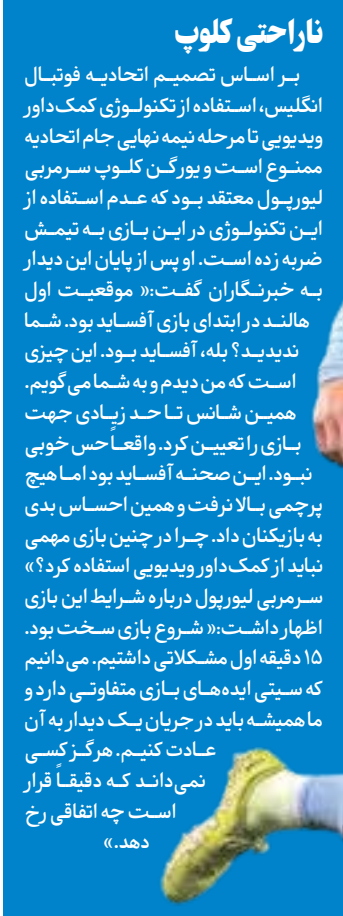 ناراحتی کلوپ
بر اساس تصمیم اتحادیه فوتبال
انگلیس، استفاده از تکنولوژی کمک‌داور
ویدیویی تا مرحله نیمه نهایی جام اتحادیه
ممنوع است و یورگن کلوپ سرمربی
لیورپول معتقد بود که عدم استفاده از
این تکنولوژی در این بازی به تیمش
ضربه زده است. او پس از پایان این دیدار
به خبرنگاران گفت:« موقعیت اول
هالند در ابتدای بازی آفساید بود. شما
ندیدید؟ بله، آفساید بود. این چیزی
است که من دیدم و به شما می‌گویم.
همین شانس تا حد زیادی جهت
بازی را تعیین کرد. واقعاً حس خوبی
نبود. این صحنه آفساید بود اما هیچ
پرچمی بالا نرفت و همین احساس بدی
به بازیکنان داد. چرا در چنین بازی مهمی
نباید از کمک‌داور ویدیویی استفاده کرد؟»
سرمربی لیورپول درباره شرایط این بازی
اظهار داشت:« شروع بازی سخت بود.
۱۵ دقیقه اول مشکلاتی داشتیم. می‌دانیم
که سیتی ایده‌های بازی متفاوتی دارد و
ما همیشه باید در جریان یک دیدار به آن
عادت کنیم. هرگز کسی
نمی‌داند که دقیقاً قرار
است چه اتفاقی رخ
دهد.»